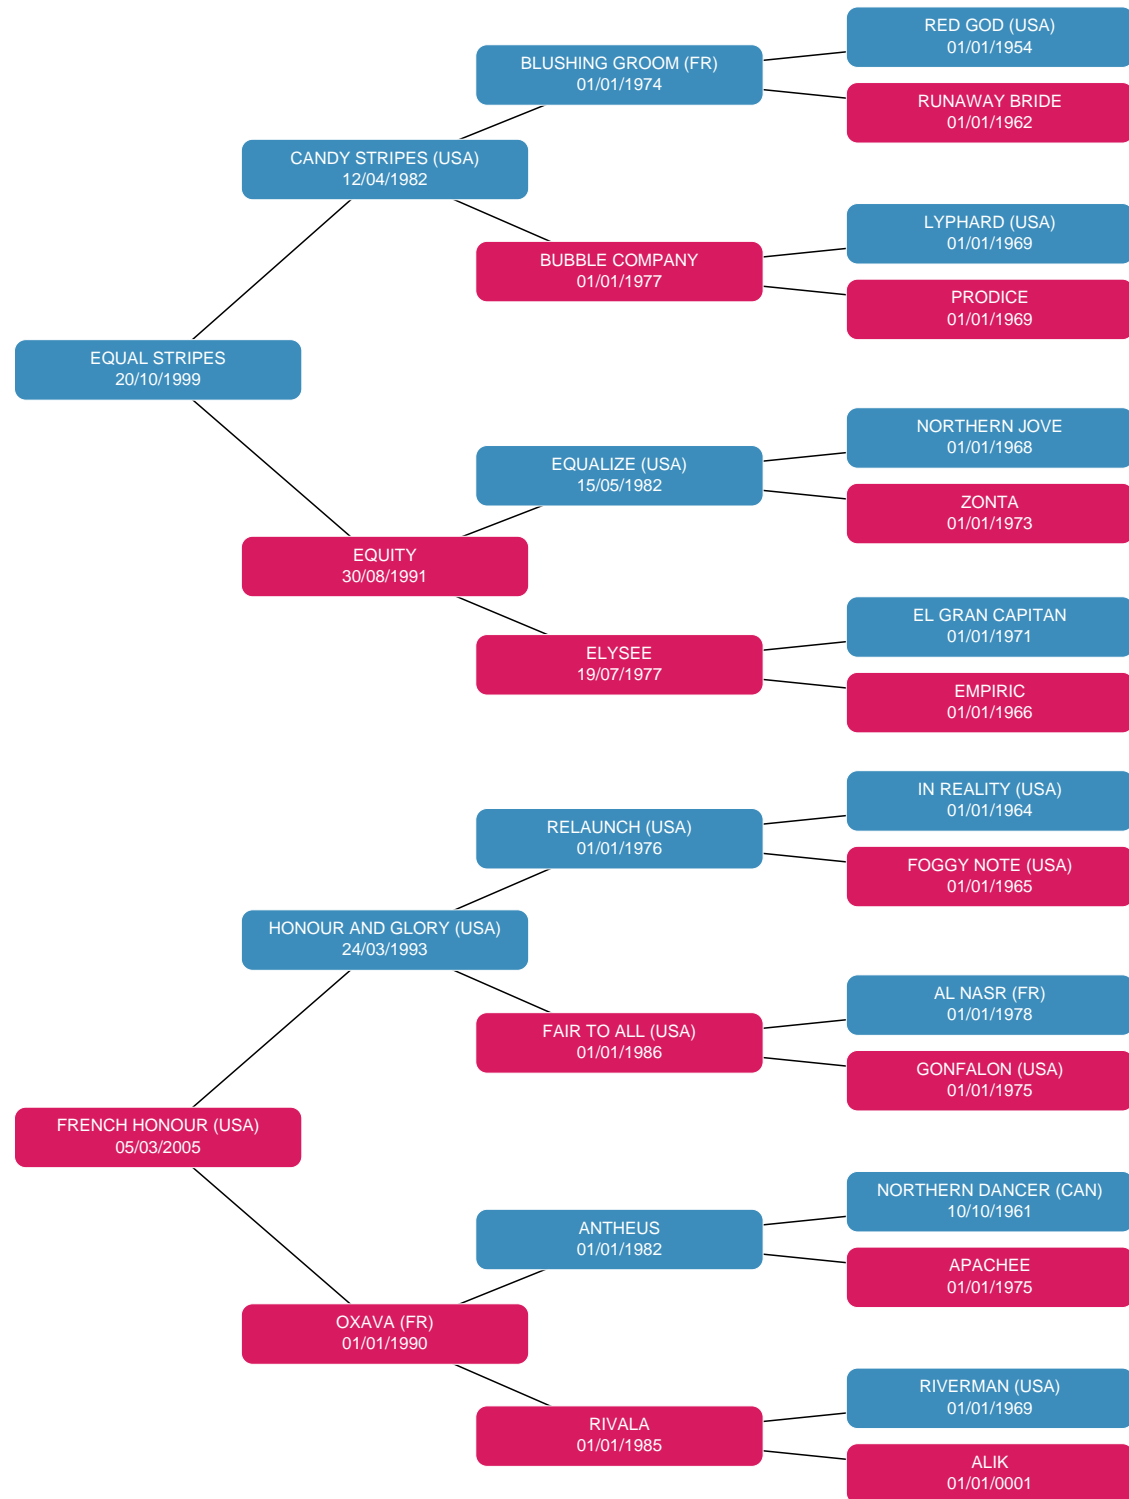 RED GOD (USA)
01/01/1954
BLUSHING GROOM (FR)
01/01/1974
RUNAWAY BRIDE
01/01/1962
CANDY STRIPES (USA)
12/04/1982
LYPHARD (USA)
01/01/1969
BUBBLE COMPANY
01/01/1977
PRODICE
01/01/1969
EQUAL STRIPES
20/10/1999
NORTHERN JOVE
01/01/1968
EQUALIZE (USA)
15/05/1982
ZONTA
01/01/1973
EQUITY
30/08/1991
EL GRAN CAPITAN
01/01/1971
ELYSEE
19/07/1977
EMPIRIC
01/01/1966
IN REALITY (USA)
01/01/1964
RELAUNCH (USA)
01/01/1976
FOGGY NOTE (USA)
01/01/1965
HONOUR AND GLORY (USA)
24/03/1993
AL NASR (FR)
01/01/1978
FAIR TO ALL (USA)
01/01/1986
GONFALON (USA)
01/01/1975
FRENCH HONOUR (USA)
05/03/2005
NORTHERN DANCER (CAN)
10/10/1961
ANTHEUS
01/01/1982
APACHEE
01/01/1975
OXAVA (FR)
01/01/1990
RIVERMAN (USA)
01/01/1969
RIVALA
01/01/1985
ALIK
01/01/0001